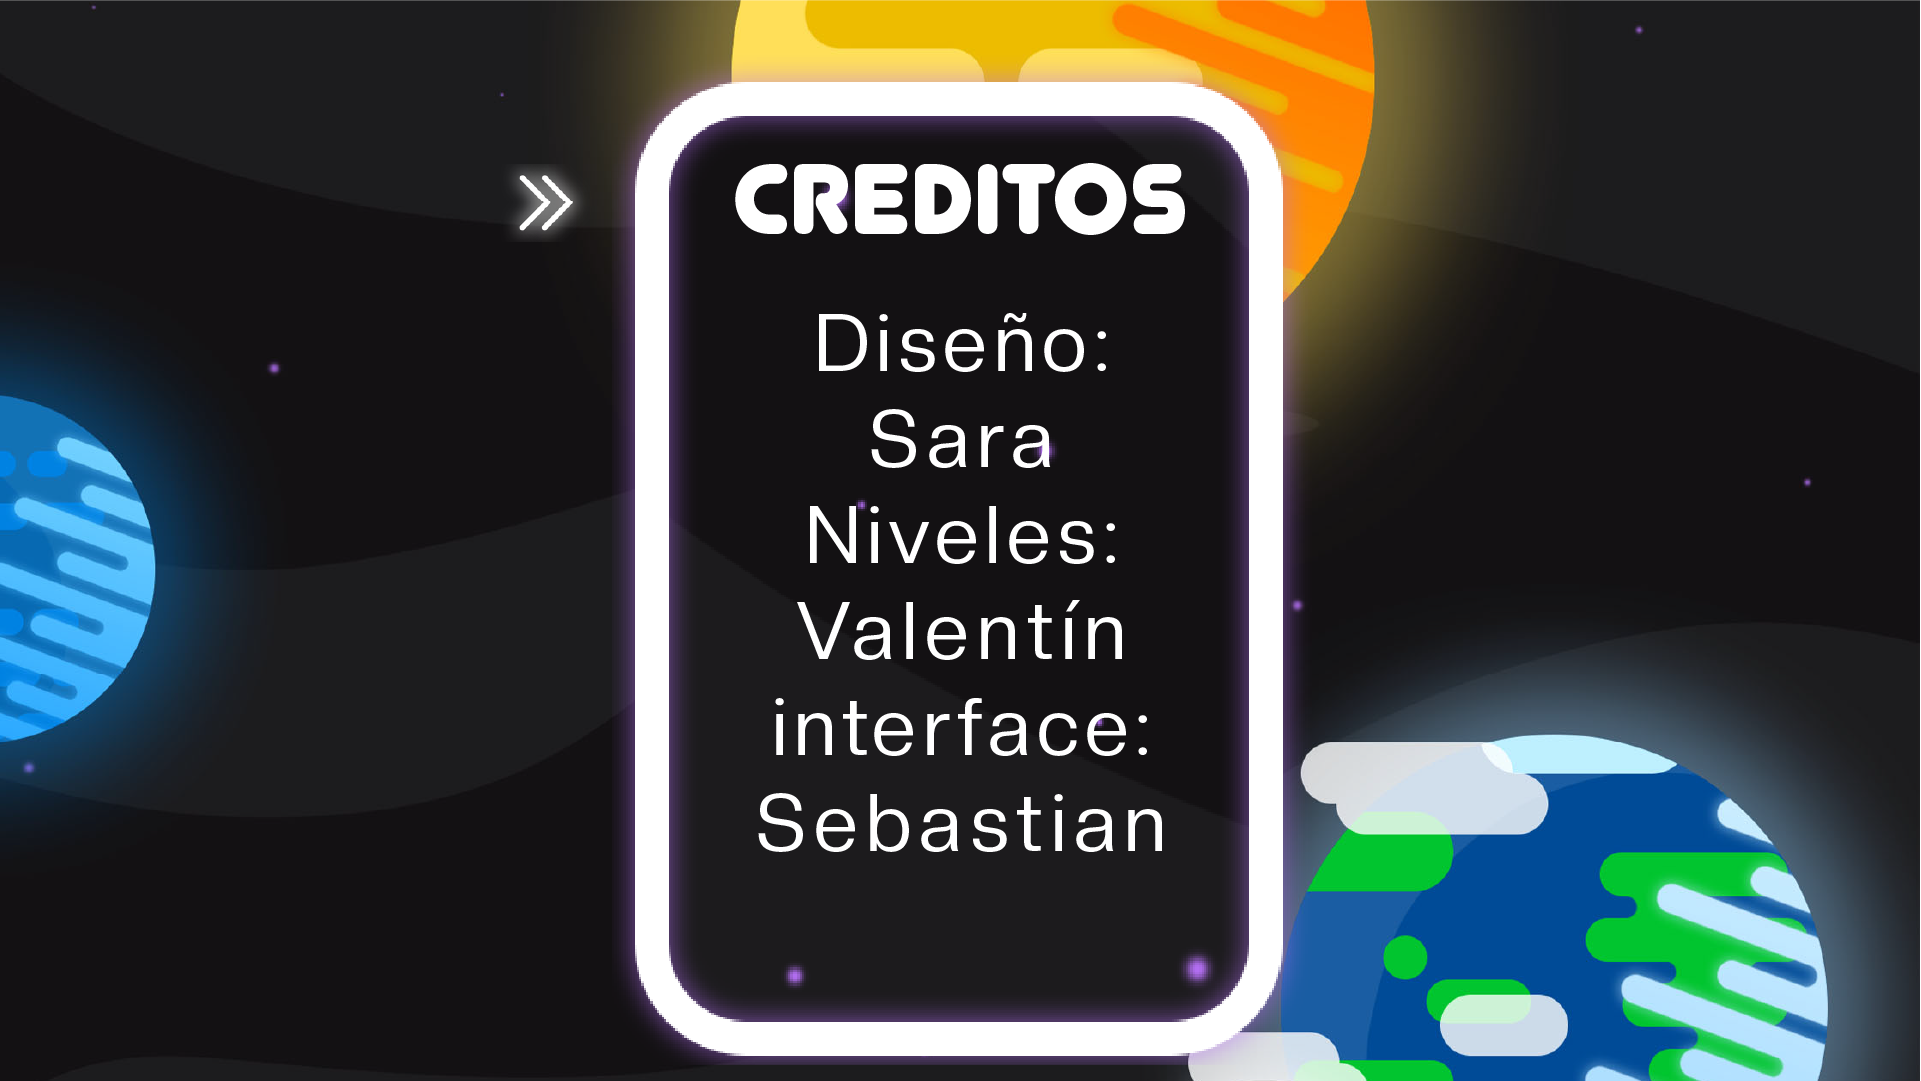 CREDITOS
Diseño:
Sara
Niveles:
Valentín
interface:
Sebastian